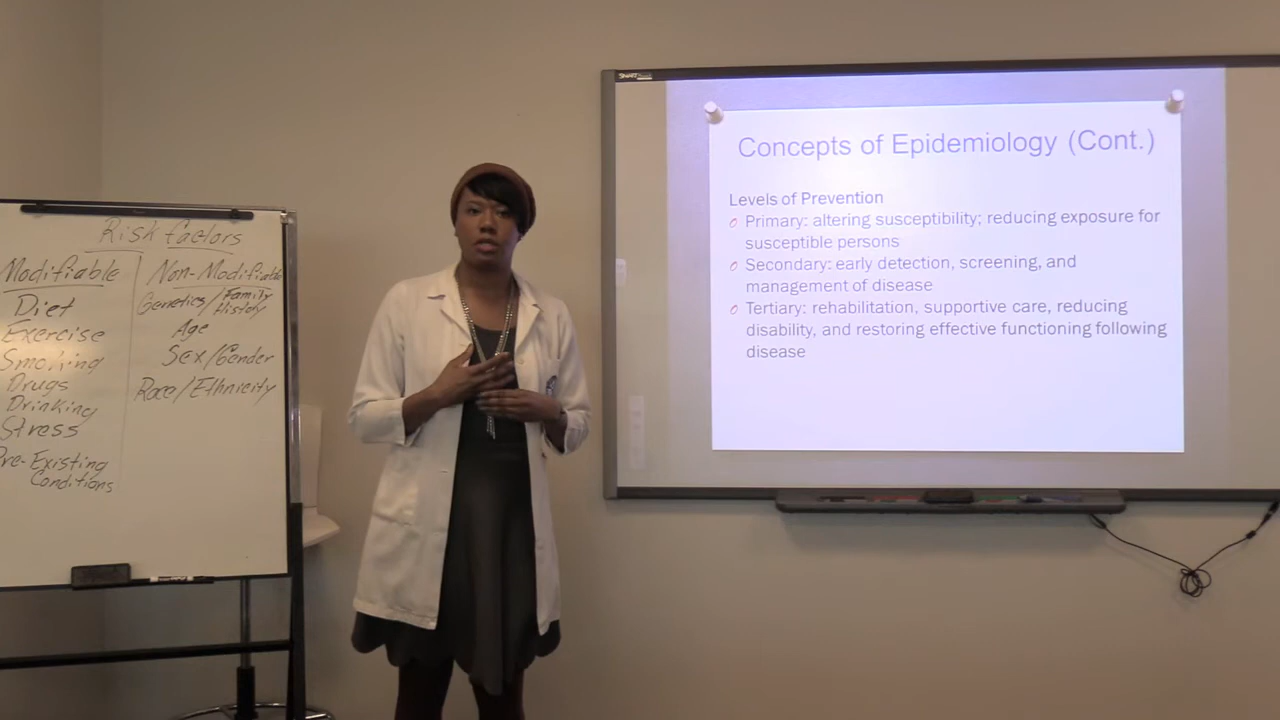 Risk factors
Modifiable
Diet
Exercise
Smoking
Drugs
Drinking
Stress
Pre-Existing
Conditions
Non-Modifiable
Genetics/Family
History
Age
Sex/Gender
Race/Ethnicity
SMART
Concepts of Epidemiology (Cont.)
Levels of Prevention
Primary: altering susceptibility; reducing exposure for
susceptible persons
Secondary: early detection, screening, and
management of disease
Tertiary: rehabilitation, supportive care, reducing
disability, and restoring effective functioning following
disease